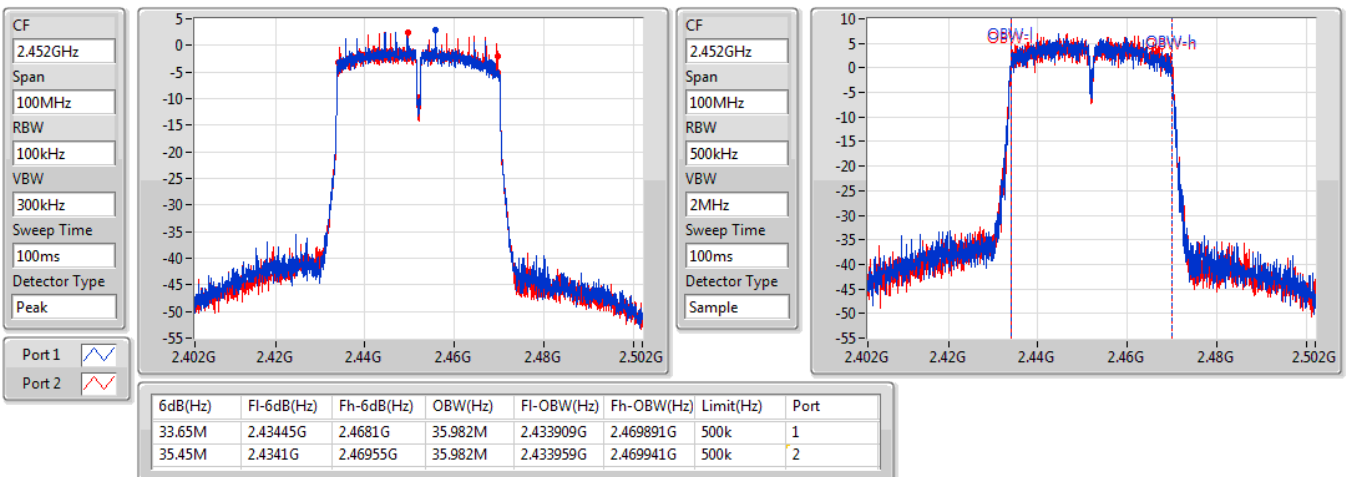 CF
2.452GHz
Span
100MHz
RBW
100kHz
VBW
300kHz
Sweep Time
100ms
Detector Type
Peak
5
0
-5
-10
-15
-20
-25
-30
-35
-40
-45
-50
-55
2.402G 2.42G 2.44G 2.46G 2.48G 2.502G
Port 1
Port 2
CF
2.452GHz
Span
100MHz
RBW
500kHz
VBW
2MHz
Sweep Time
100ms
Detector Type
Sample
10
5
0
-5
-10
-15
-20
-25
-30
-35
-40
-45
-50
-55
OBW-l
OBW-h
2.402G 2.42G 2.44G 2.46G 2.48G 2.502G
6dB(Hz) Fl-6dB(Hz) Fh-6dB(Hz) OBW(Hz) Fl-OBW(Hz) Fh-OBW(Hz) Limit(Hz) Port
33.65M 2.43445G 2.4681G 35.982M 2.433909G 2.469891G 500k 1
35.45M 2.4341G 2.46955G 35.982M 2.433959G 2.469941G 500k 2